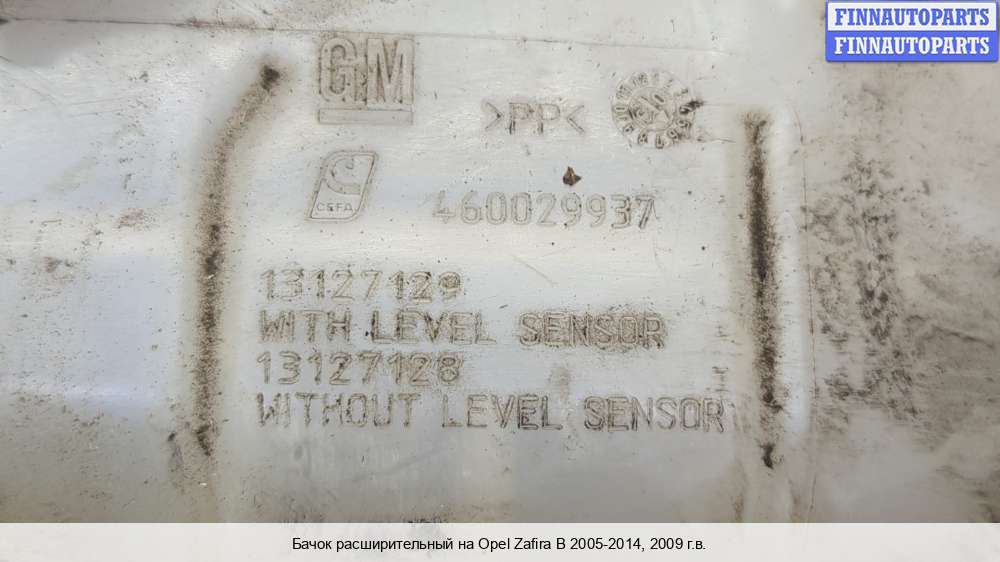 FINNAUTOPARTS
FINNAUTOPARTS
GM
>PP<
CEFA
460029937
13127129
WITH LEVEL SENSOR
13127128
WITHOUT LEVEL SENSOR
Бачок расширительный на Opel Zafira B 2005-2014, 2009 г.в.